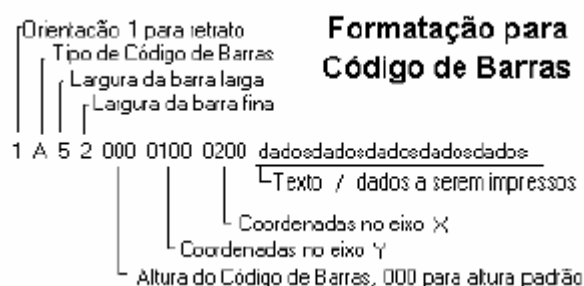 Orientacão 1 para retrato
Formatação para
Código de Barras
Tipo de Código de Barras
Largura da barra larga
Largura da barra fina
1 A 5 2 000 0100 0200 dadosdadosdadosdadosdados
Texto / dados a serem impressos
Coordenadas no eixo X
Coordenadas no eixo Y
Altura do Código de Barras, 000 para altura padrão